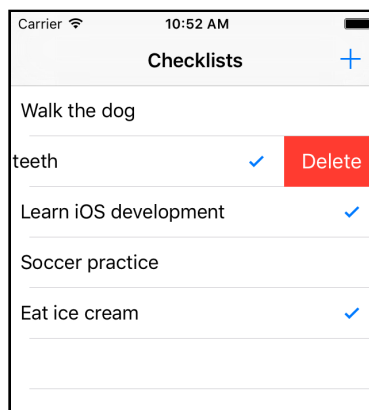 Carrier 10:52 AM
Checklists +
Walk the dog
teeth Delete
Learn iOS development
Soccer practice
Eat ice cream